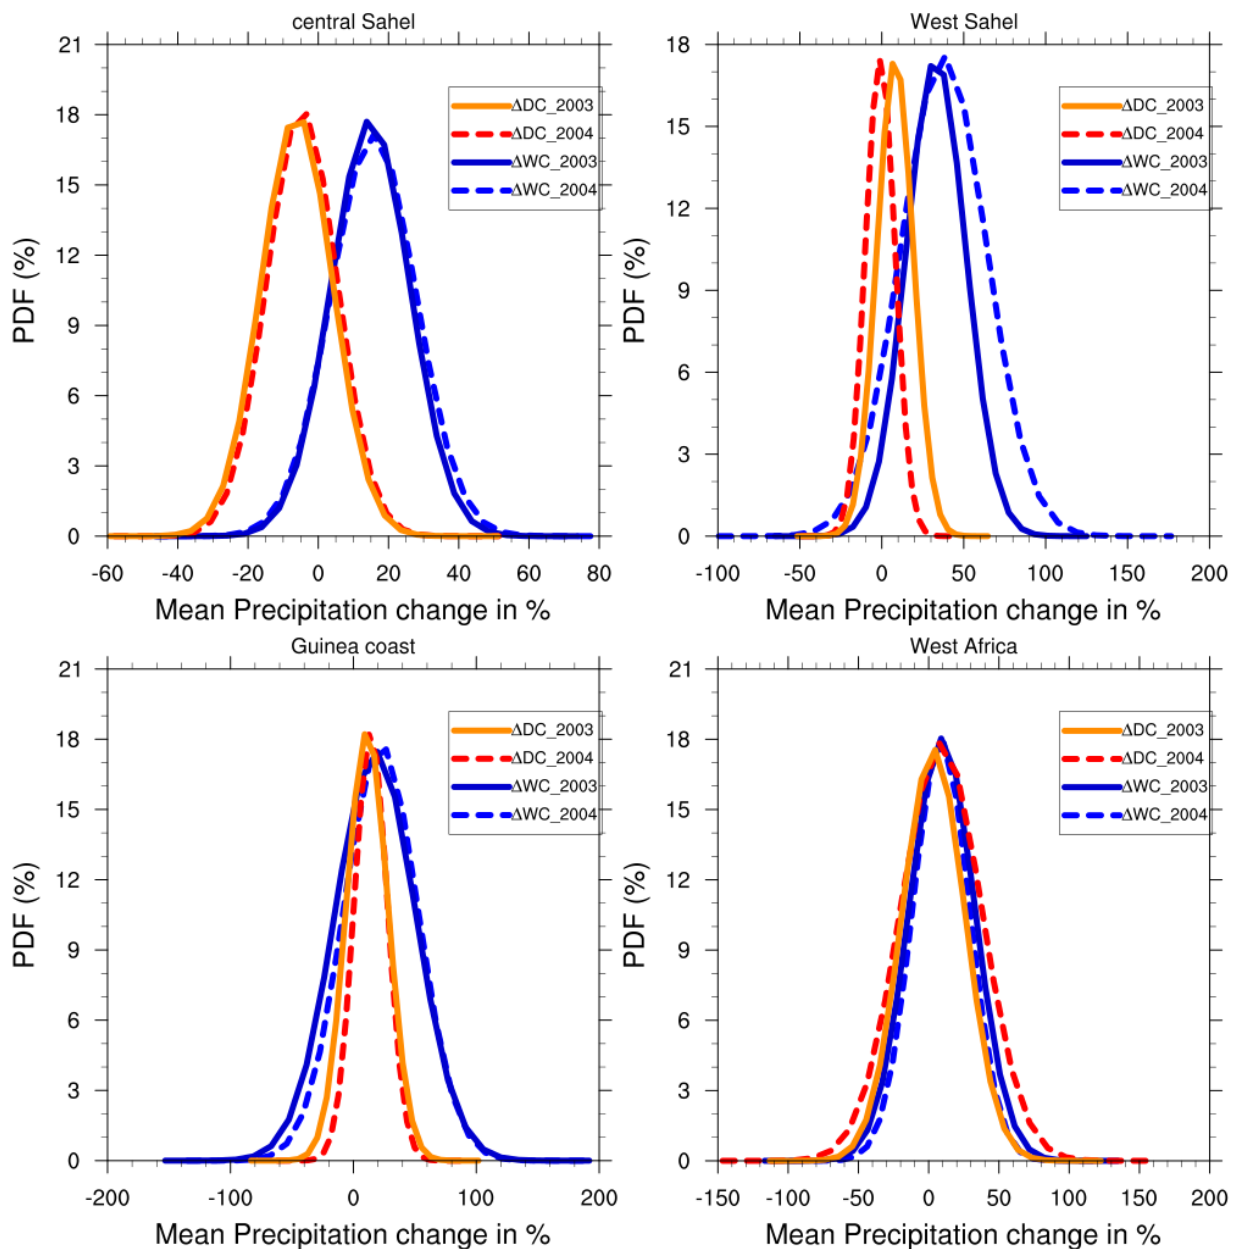 central Sahel
21
18
15
12
9
6
3
0
PDF (%)
ΔDC_2003
ΔDC_2004
ΔWC_2003
ΔWC_2004
-60 -40 -20 0 20 40 60 80
Mean Precipitation change in %
West Sahel
18
15
12
9
6
3
0
PDF (%)
ΔDC_2003
ΔDC_2004
ΔWC_2003
ΔWC_2004
-100 -50 0 50 100 150 200
Mean Precipitation change in %
Guinea coast
21
18
15
12
9
6
3
0
PDF (%)
ΔDC_2003
ΔDC_2004
ΔWC_2003
ΔWC_2004
-200 -100 0 100 200
Mean Precipitation change in %
West Africa
21
18
15
12
9
6
3
0
PDF (%)
ΔDC_2003
ΔDC_2004
ΔWC_2003
ΔWC_2004
-150 -100 -50 0 50 100 150 200
Mean Precipitation change in %